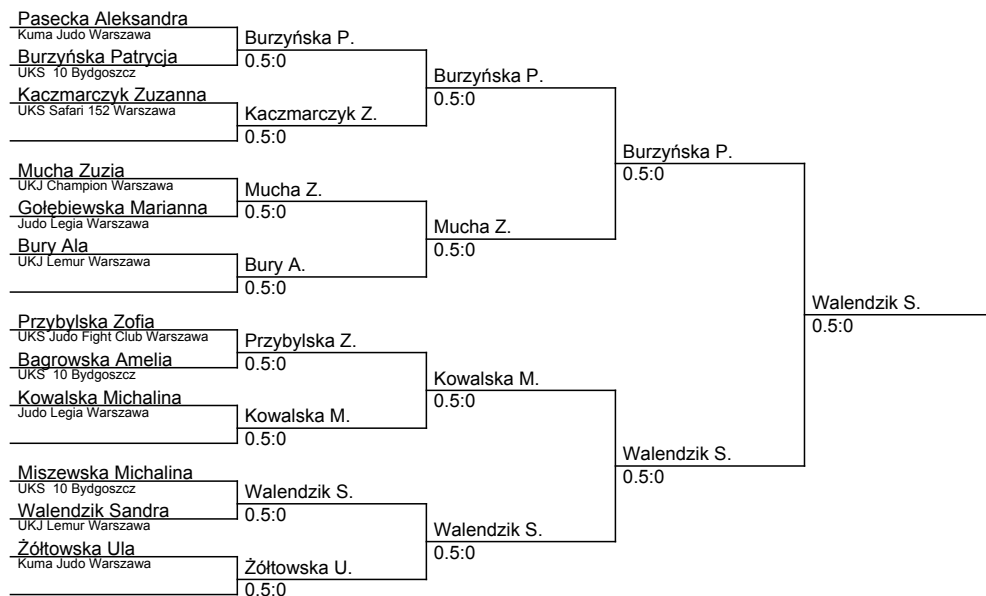 Pasecka Aleksandra
Kuma Judo Warszawa
Burzyńska Patrycja
UKS 10 Bydgoszcz
Kaczmarczyk Zuzanna
UKS Safari 152 Warszawa
Mucha Zuzia
UKJ Champion Warszawa
Gołębiewska Marianna
Judo Legia Warszawa
Bury Ala
UKJ Lemur Warszawa
Przybylska Zofia
UKS Judo Fight Club Warszawa
Bagrowska Amelia
UKS 10 Bydgoszcz
Kowalska Michalina
Judo Legia Warszawa
Miszewska Michalina
UKS 10 Bydgoszcz
Walendzik Sandra
UKJ Lemur Warszawa
Żółtowska Ula
Kuma Judo Warszawa
Burzyńska P.
0.5:0
Kaczmarczyk Z.
0.5:0
Mucha Z.
0.5:0
Bury A.
0.5:0
Przybylska Z.
0.5:0
Kowalska M.
0.5:0
Walendzik S.
0.5:0
Żółtowska U.
0.5:0
Burzyńska P.
0.5:0
Mucha Z.
0.5:0
Kowalska M.
0.5:0
Walendzik S.
0.5:0
Burzyńska P.
0.5:0
Walendzik S.
0.5:0
Walendzik S.
0.5:0